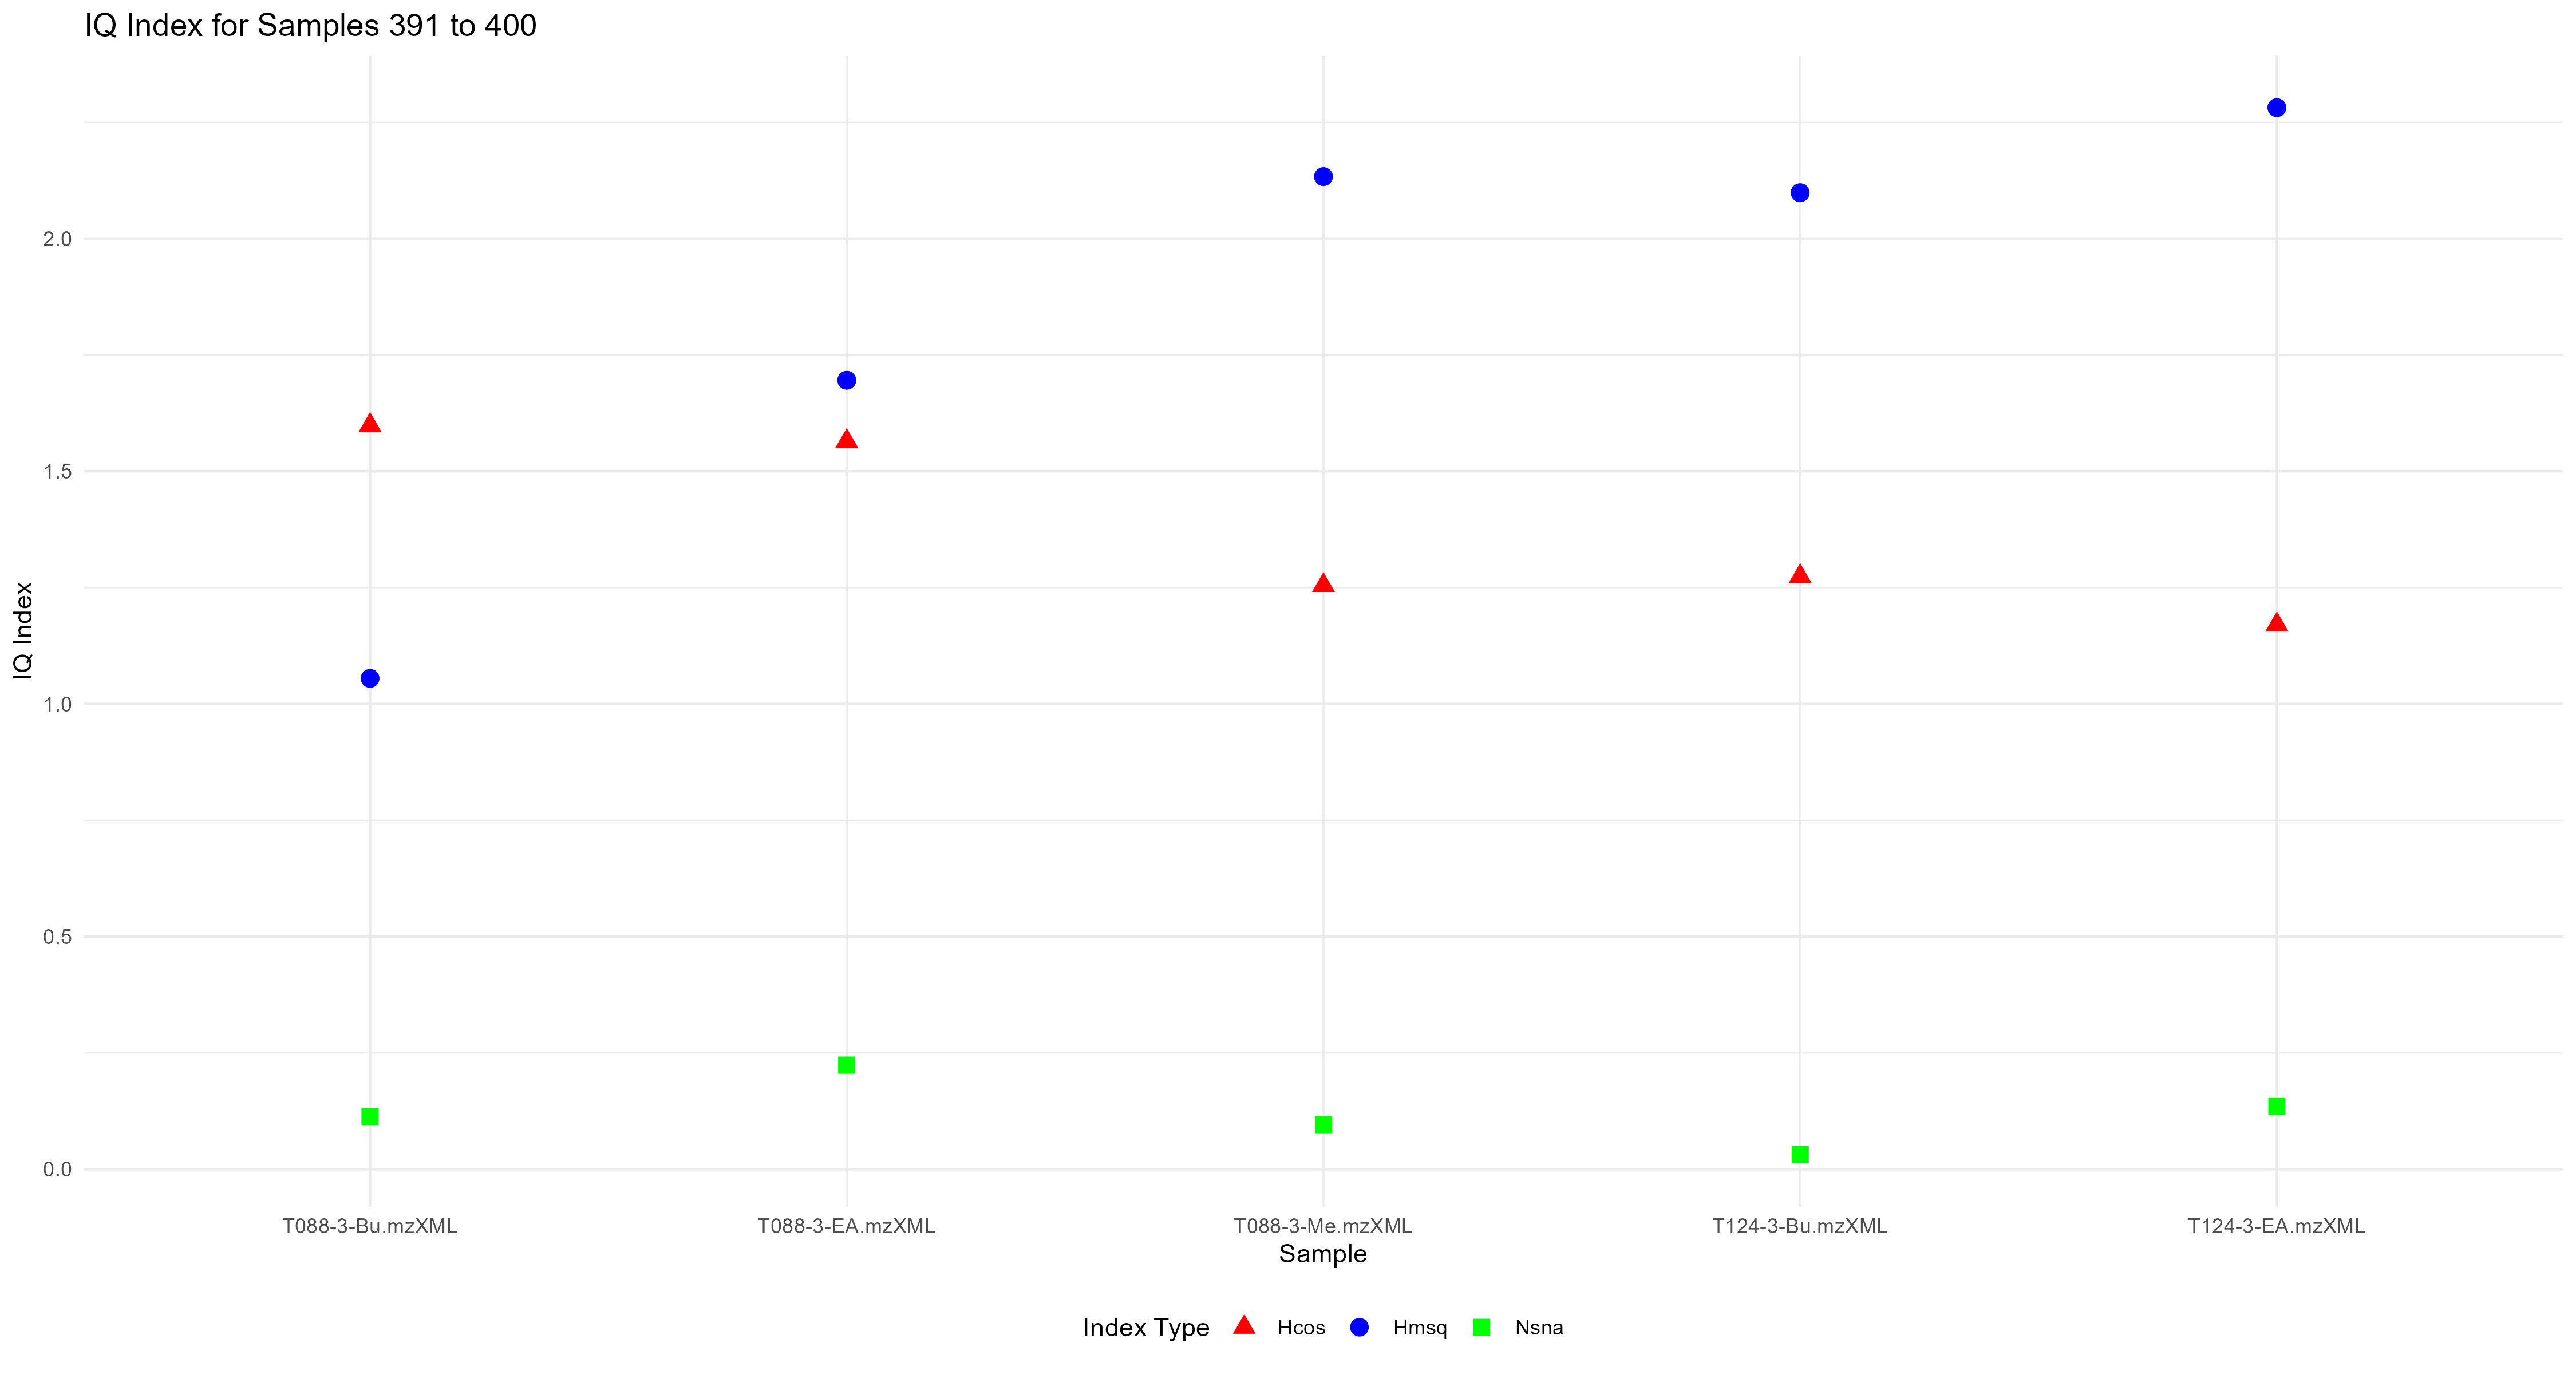 IQ Index for Samples 391 to 400
IQ Index
2.0
1.5
1.0
0.5
0.0
T088-3-Bu.mzXML T088-3-EA.mzXML T088-3-Me.mzXML T124-3-Bu.mzXML T124-3-EA.mzXML
Sample
Index Type Hcos Hmsq Nsna